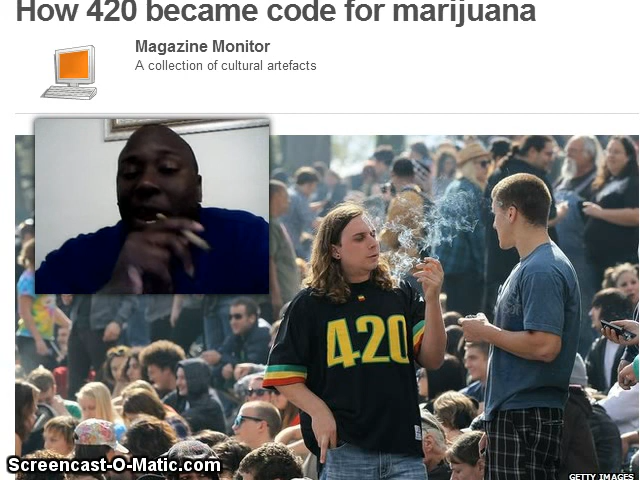 How 420 became code for marijuana
Magazine Monitor
A collection of cultural artefacts
420
Screencast-O-Matic.com
GETTY IMAGES